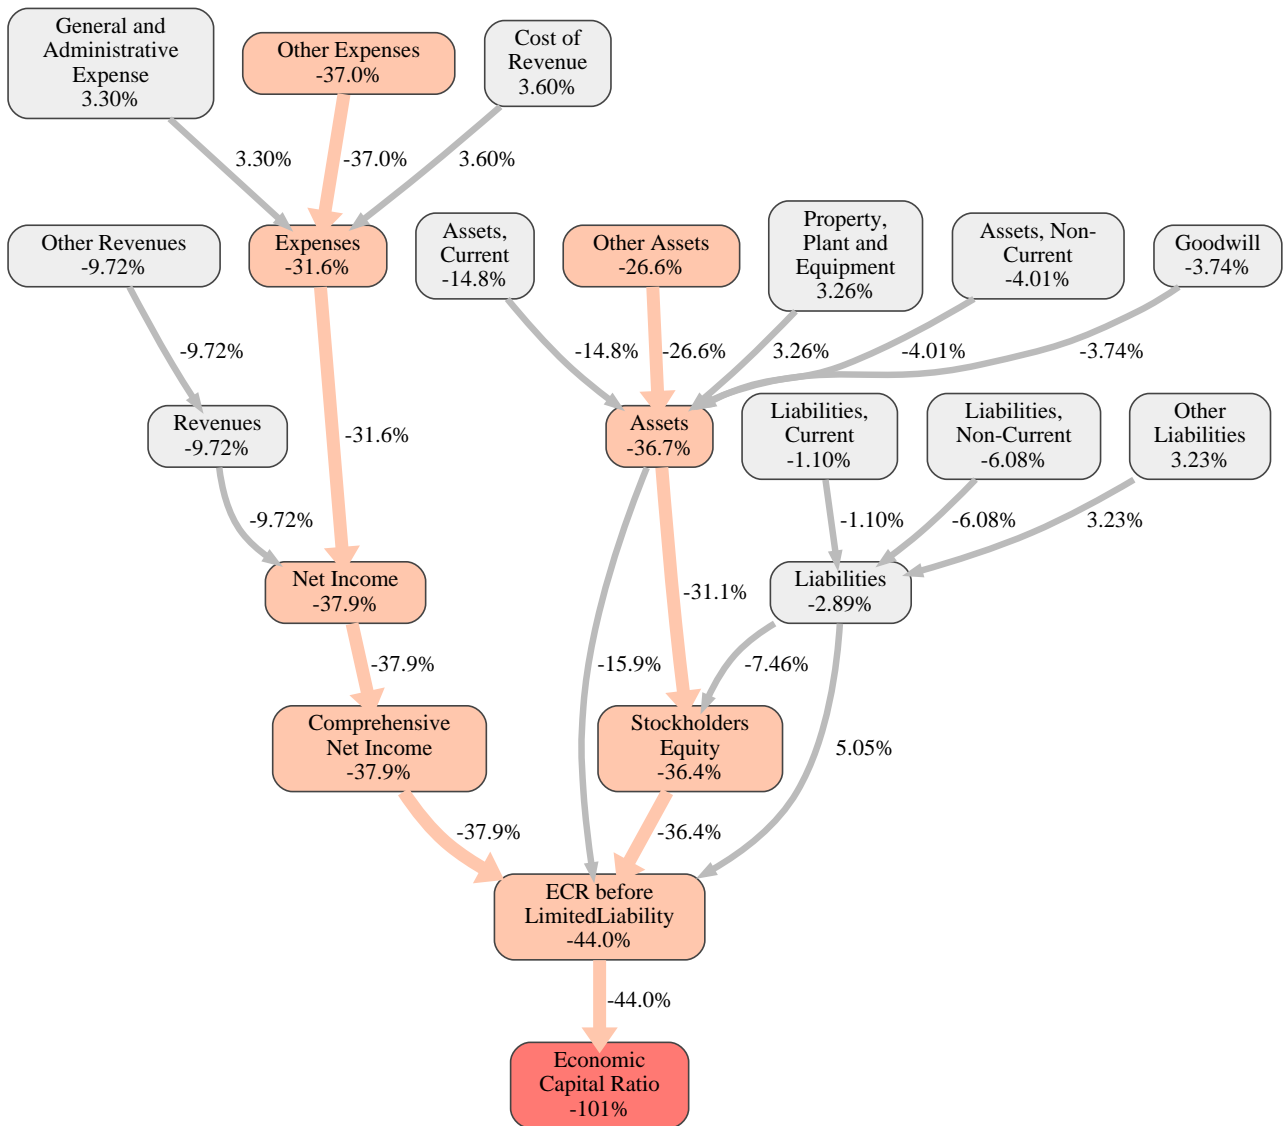 General and
Administrative
Expense
3.30%
Other Expenses
-37.0%
Cost of
Revenue
3.60%
3.30%
-37.0%
3.60%
Other Revenues
-9.72%
Expenses
-31.6%
Assets,
Current
-14.8%
Other Assets
-26.6%
Property,
Plant and
Equipment
3.26%
Assets, Non-
Current
-4.01%
Goodwill
-3.74%
-9.72%
-14.8%
-26.6%
3.26%
-4.01%
-3.74%
Revenues
-9.72%
-31.6%
Assets
-36.7%
Liabilities,
Current
-1.10%
Liabilities,
Non-Current
-6.08%
Other
Liabilities
3.23%
-9.72%
-1.10%
-6.08%
3.23%
Net Income
-37.9%
-31.1%
Liabilities
-2.89%
-37.9%
-15.9%
-7.46%
Comprehensive
Net Income
-37.9%
Stockholders
Equity
-36.4%
5.05%
-37.9%
-36.4%
ECR before
LimitedLiability
-44.0%
-44.0%
Economic
Capital Ratio
-101%